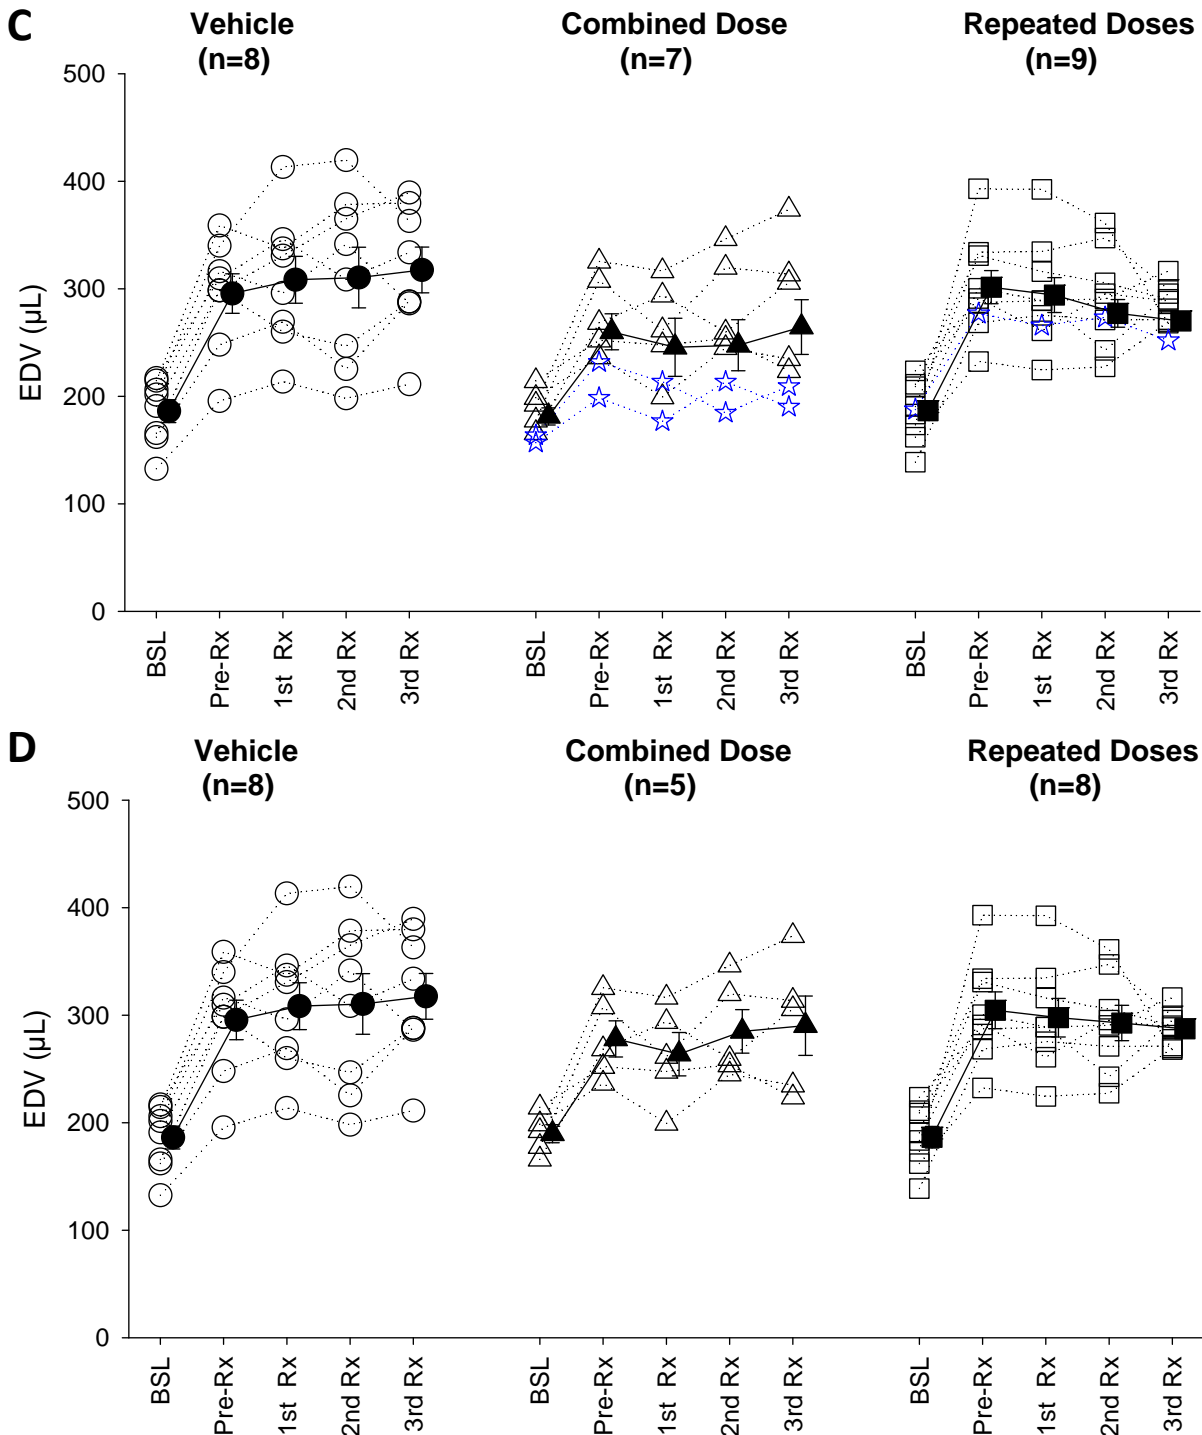 C
Vehicle
(n=8)
Combined Dose
(n=7)
Repeated Doses
(n=9)
EDV (µL)
500
400
300
200
100
0
BSL
Pre-Rx
1st Rx
2nd Rx
3rd Rx
BSL
Pre-Rx
1st Rx
2nd Rx
3rd Rx
BSL
Pre-Rx
1st Rx
2nd Rx
3rd Rx
D
Vehicle
(n=8)
Combined Dose
(n=5)
Repeated Doses
(n=8)
EDV (µL)
500
400
300
200
100
0
BSL
Pre-Rx
1st Rx
2nd Rx
3rd Rx
BSL
Pre-Rx
1st Rx
2nd Rx
3rd Rx
BSL
Pre-Rx
1st Rx
2nd Rx
3rd Rx